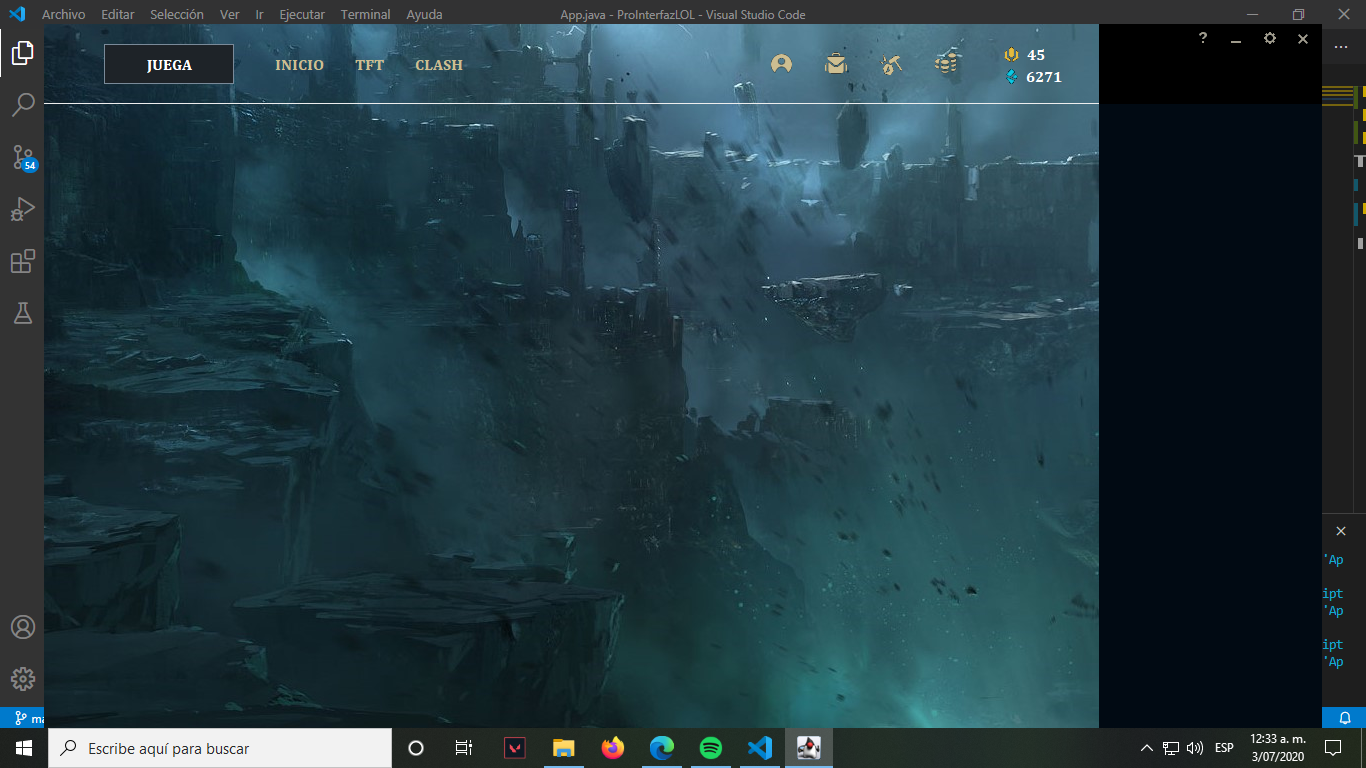 Archivo Editar Selección Ver Ir Ejecutar Terminal Ayuda App.java - ProInterfazLOL - Visual Studio Code
JUEGA INICIO TFT CLASH 45 ?
6271
54
'Ap
ipt
'Ap
ipt
'Ap
ma
Escribe aquí para buscar ESP 12:33 a. m.
3/07/2020